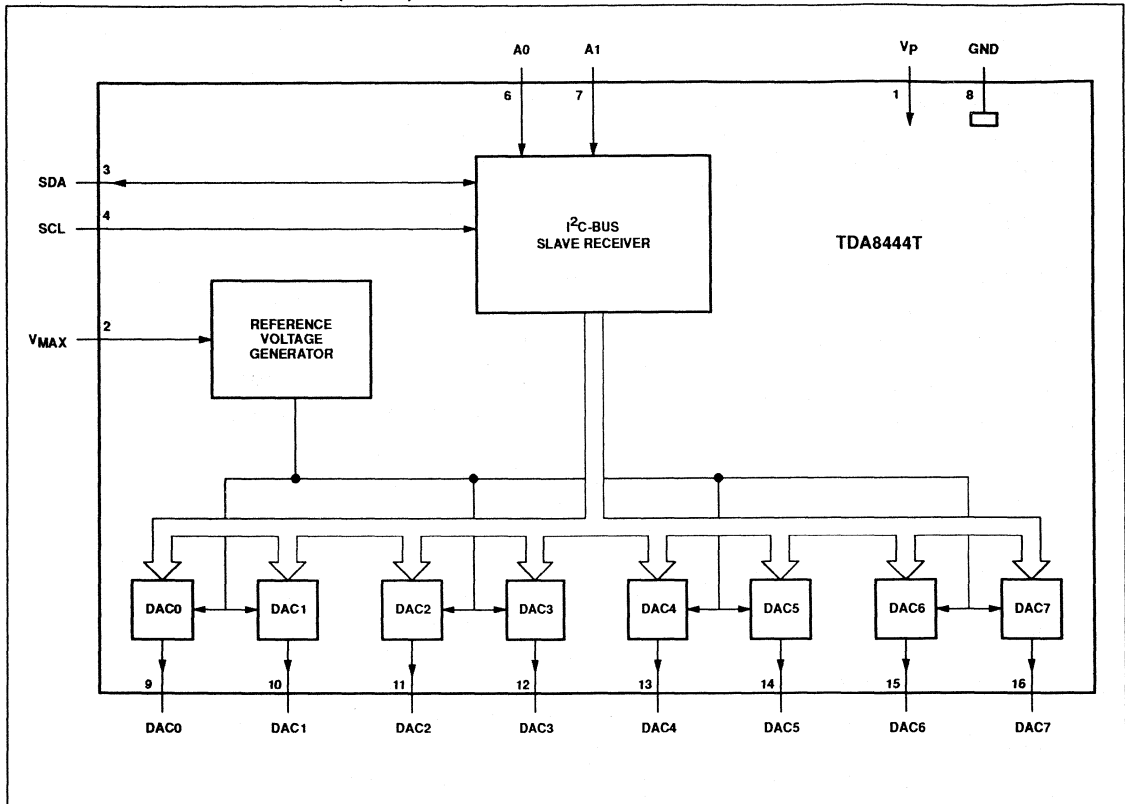 A0 A1 VP GND
6 7 1 8
3
SDA
4
SCL
I2C-BUS
SLAVE RECEIVER
TDA8444T
2
VMAX
REFERENCE
VOLTAGE
GENERATOR
DAC0 DAC1 DAC2 DAC3 DAC4 DAC5 DAC6 DAC7
9 10 11 12 13 14 15 16
DAC0 DAC1 DAC2 DAC3 DAC4 DAC5 DAC6 DAC7